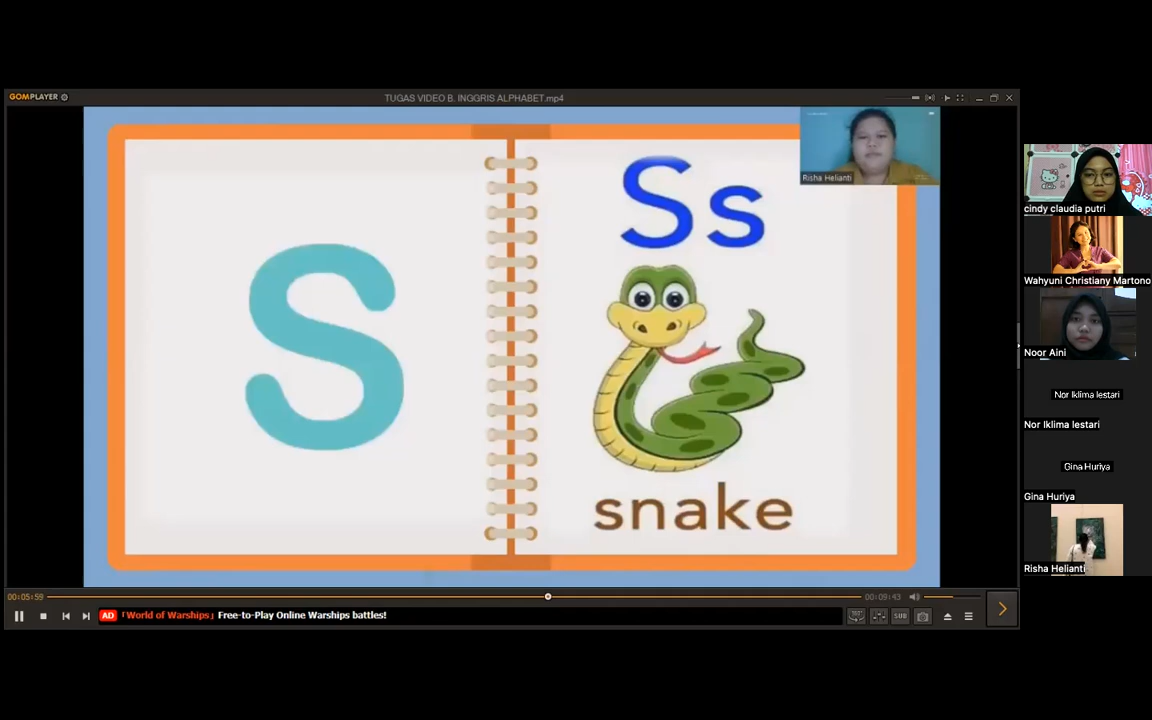 GOMPLAYER
TUGAS VIDEO B. INGGRIS ALPHABET.mp4
S
Ss
snake
Risha Helianti
cindy claudia putri
Wahyuni Christiany Martono
Noor Aini
Nor Iklima lestari
Nor Iklima lestari
Gina Huriya
Gina Huriya
Risha Helianti
00:05:59
00:09:43
AD 「World of Warships」 Free-to-Play Online Warships battles!
SUB